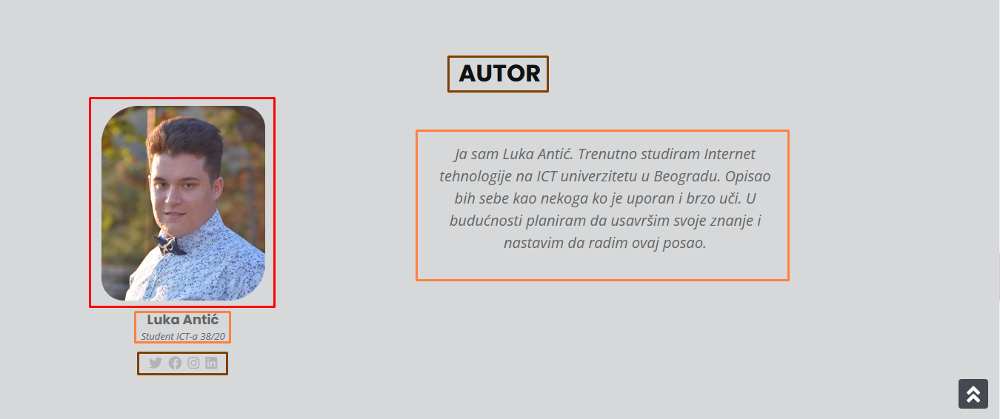 AUTOR
Luka Antić
Student ICT-a 38/20
Ja sam Luka Antić. Trenutno studiram Internet
tehnologije na ICT univerzitetu u Beogradu. Opisao
bih sebe kao nekoga ko je uporan i brzo uči. U
budućnosti planiram da usavršim svoje znanje i
nastavim da radim ovaj posao.